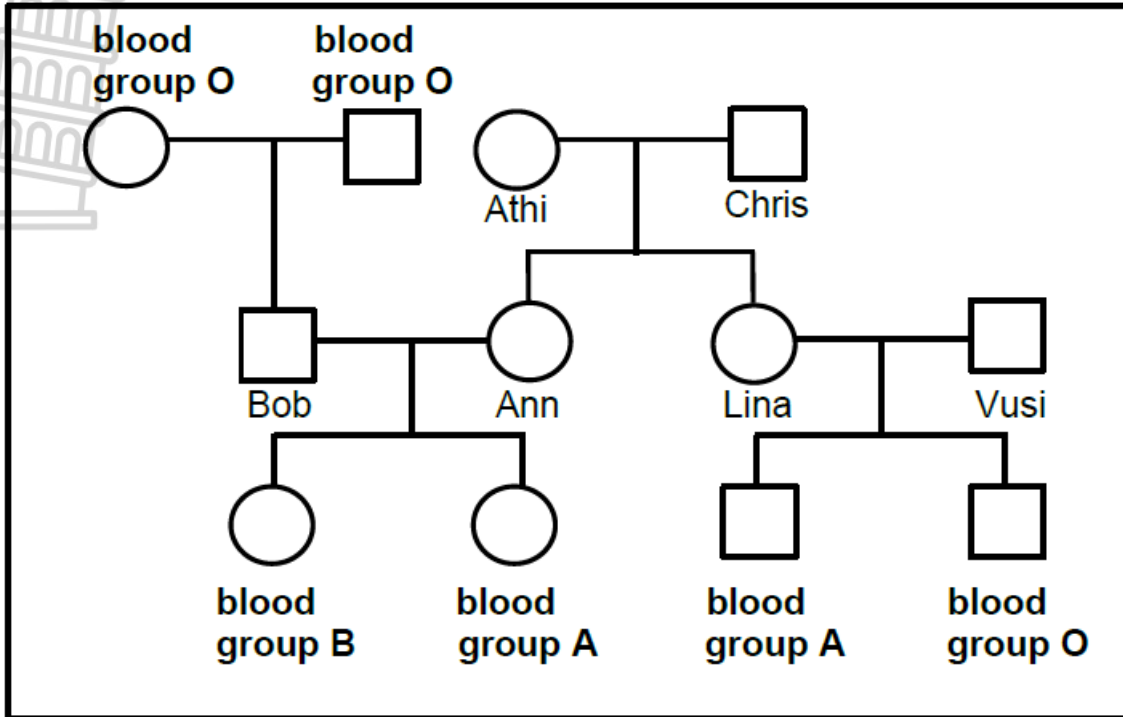 blood
group O
blood
group O
Athi
Chris
Bob
Ann
Lina
Vusi
blood
group B
blood
group A
blood
group A
blood
group O